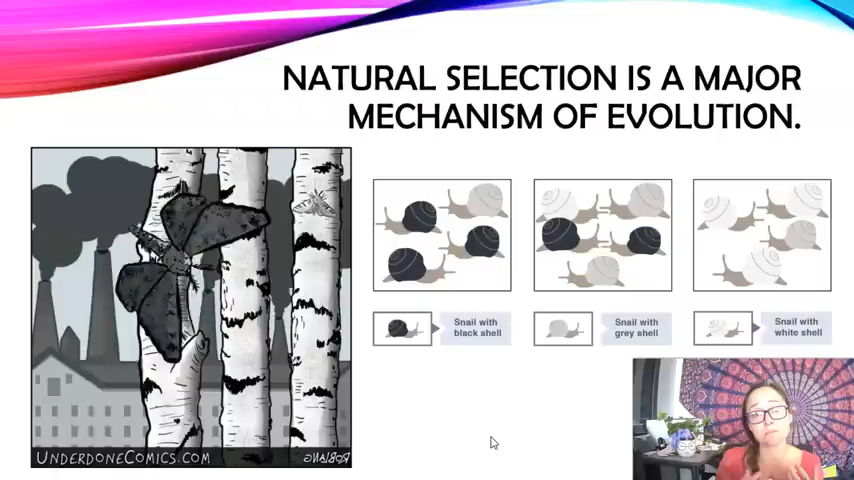 NATURAL SELECTION IS A MAJOR
MECHANISM OF EVOLUTION.
Snail with
black shell
Snail with
grey shell
Snail with
white shell
UNDERDONECOMICS.COM
ROBLANG